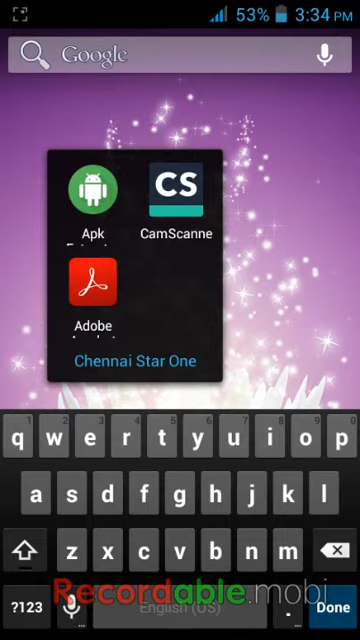 53% 3:34 PM
Google
CS
Apk
CamScanne
Adobe
Chennai Star One
1 2 3 4 5 6 7 8 9 0
q w e r t y u i o p
a s d f g h j k l
z x c v b n m
?123 English (US) . Done
Recordable.mobi